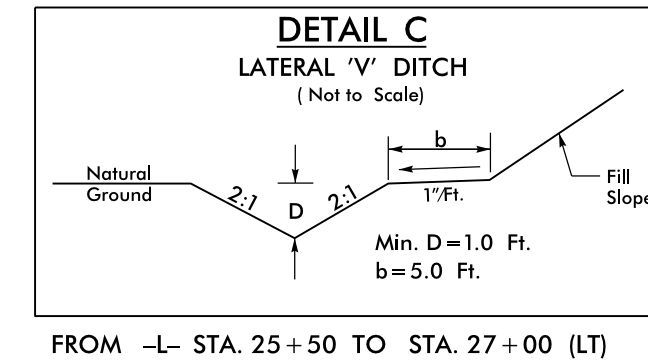 DETAIL C
LATERAL 'V' DITCH
( Not to Scale)
b
Natural
Ground
2:1
D
2:1
1"/Ft.
Fill
Slope
Min. D=1.0 Ft.
b=5.0 Ft.
FROM -L- STA. 25+50 TO STA. 27+00 (LT)